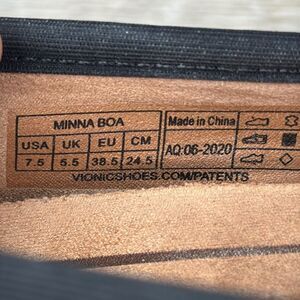 MINNA BOA
USA UK EU CM
7.5 5.5 38.5 24.5
Made in China
AQ:06-2020
VIONICSHOES.COM/PATENTS